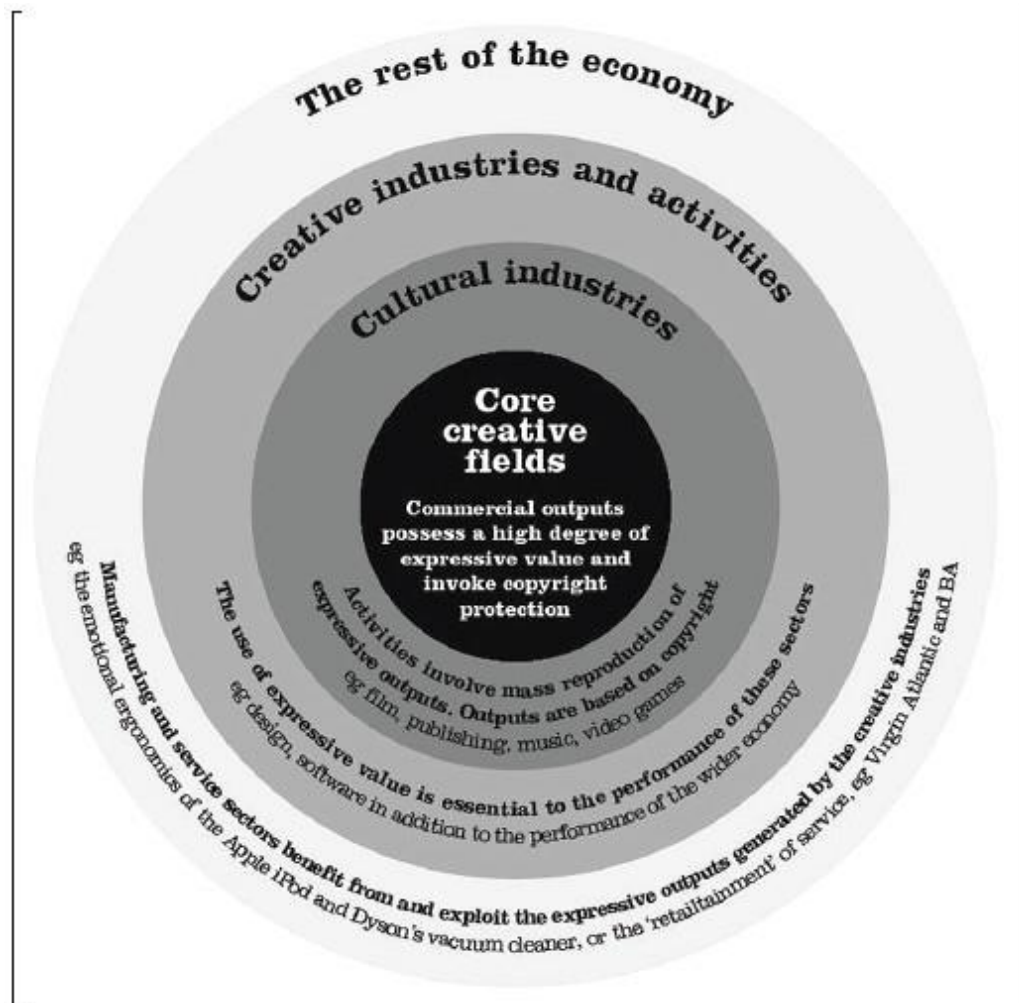 The rest of the economy
Creative industries and activities
Cultural industries
Core
creative
fields
Commercial outputs
possess a high degree of
expressive value and
invoke copyright
protection
Activities involve mass reproduction of
expressive outputs. Outputs are based on copyright
eg film, publishing, music, video games
The use of expressive value is essential to the performance of these sectors
eg design, software in addition to the performance of the wider economy
Manufacturing and service sectors benefit from and exploit the expressive outputs generated by the creative industries
eg the emotional ergonomics of the Apple iPod and Dyson's vacuum cleaner, or the 'retailtainment' of service, eg Virgin Atlantic and BA